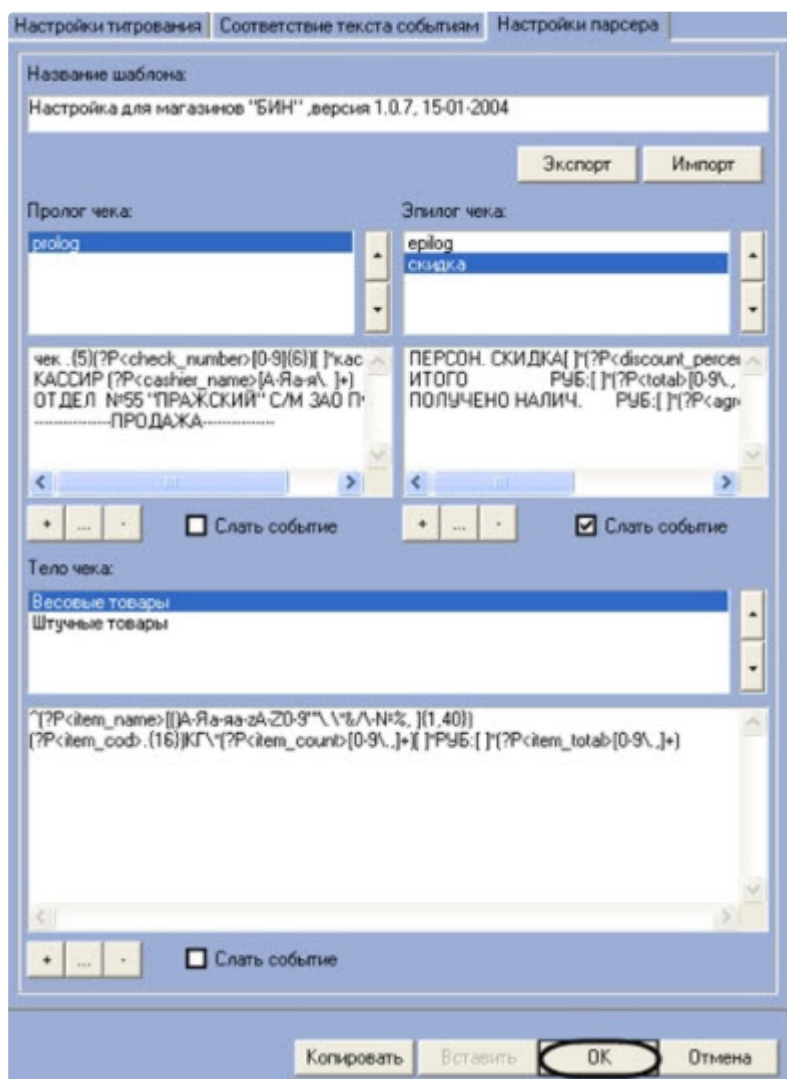 Настройки титрования Соответствие текста событиям Настройки парсера
Название шаблона:
Настройка для магазинов "БИН" ,версия 1.0.7, 15-01-2004
Экспорт Импорт
Пролог чека: Эпилог чека:
prolog epilog
скидка
чек .{5}(?P<check_number>[0-9]{6})[ ]*кас
КАССИР (?P<cashier_name>[А-Яа-я\. ]+)
ОТДЕЛ №55 "ПРАЖСКИЙ" С/М ЗАО П
-----------------ПРОДАЖА----------------
ПЕРСОН. СКИДКА[ ]*(?P<discount_percer
ИТОГО РУБ:[ ]*(?P<total>[0-9\.,
ПОЛУЧЕНО НАЛИЧ. РУБ:[ ]*(?P<agr
+ ... - Слать событие + ... - Слать событие
Тело чека:
Весовые товары
Штучные товары
^(?P<item_name>[()А-Яа-яa-zA-Z0-9"'\.\*&/\-№%, ]{1,40})
(?P<item_cod>.{16})КГ\*(?P<item_count>[0-9\.,]+)[ ]*РУБ:[ ]*(?P<item_total>[0-9\.,]+)
+ ... - Слать событие
Копировать Вставить OK Отмена